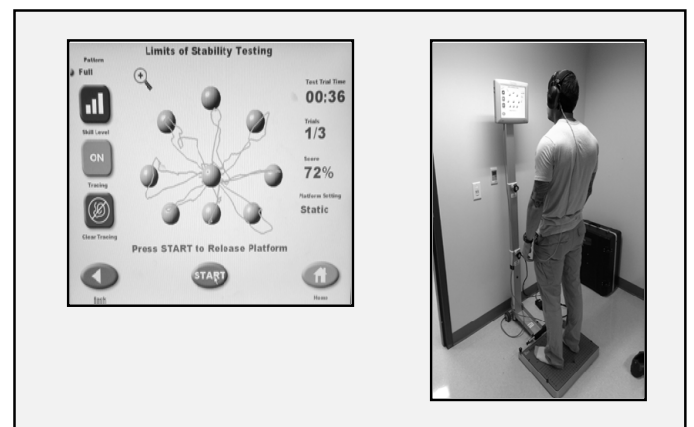 Limits of Stability Testing
Pattern
Full
Skill Level
ON
Tracing
Clear Tracing
Test Trial Time
00:36
Trials
1/3
Score
72%
Platform Setting
Static
Press START to Release Platform
START
Back
Home